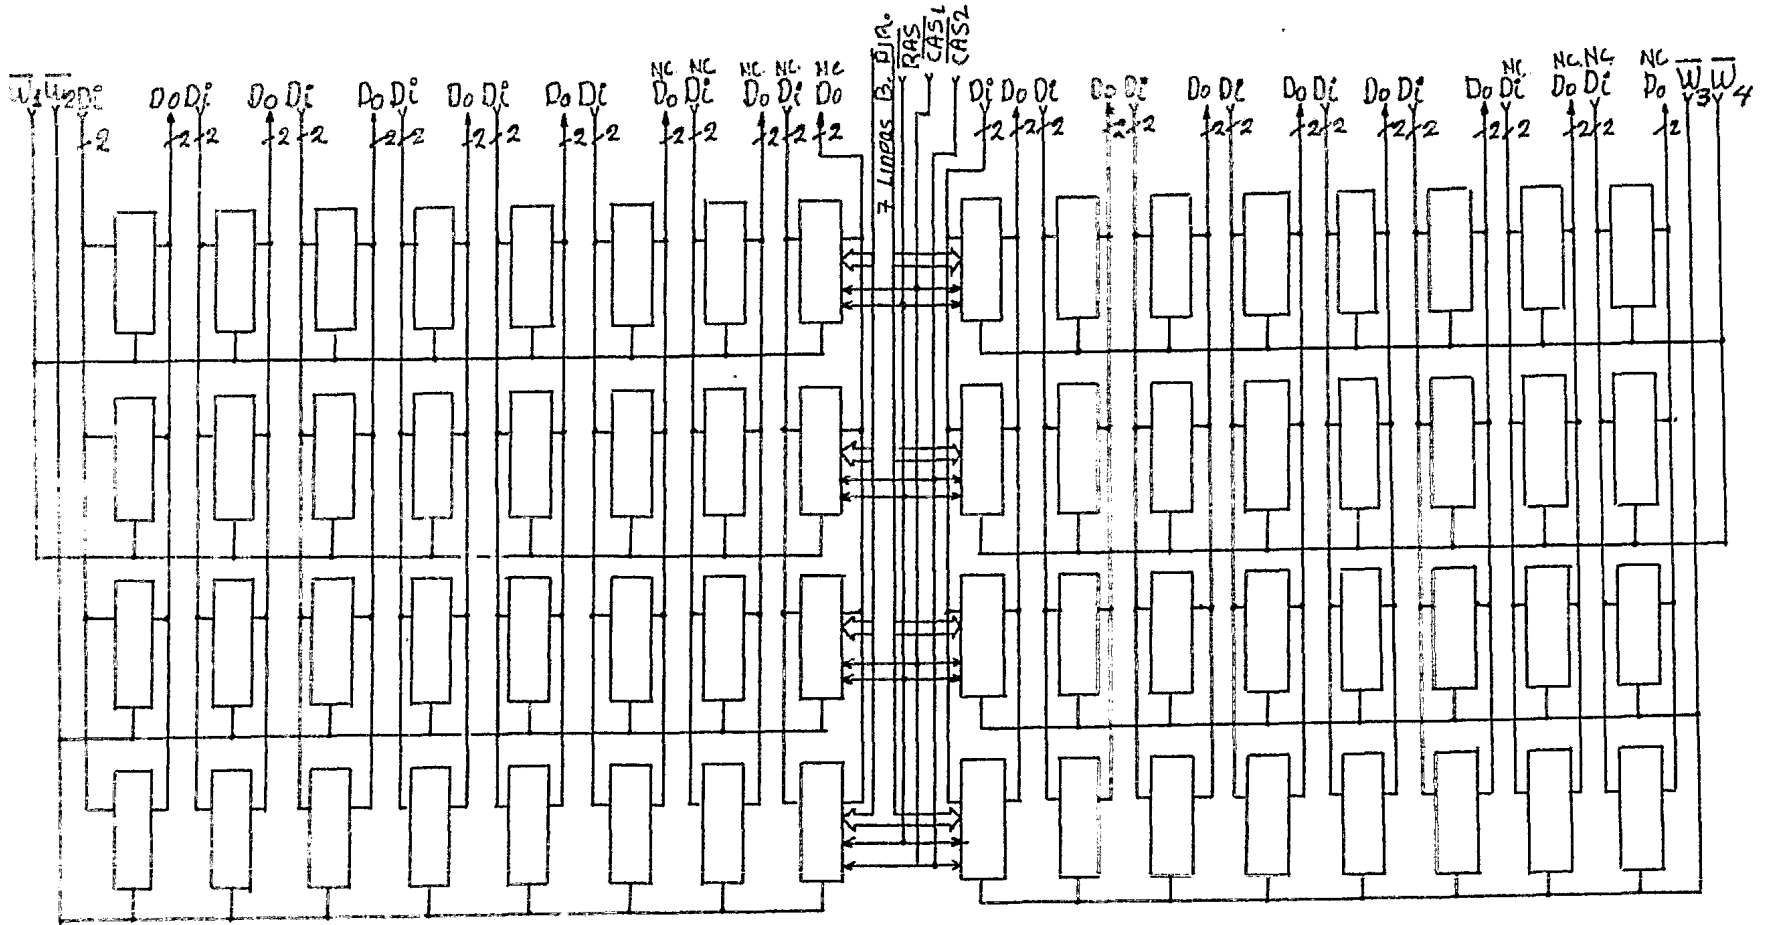 7 Lineas B. DIR.
RAS
CAS1
CAS2
NC NC NC NC NC NC NC NC NC
W1 W2 Di Do Di Do Di Do Di Do Di Do Di Do Di Do Di Do Di Do Di Do Di Do Di Do Di Do Di Do Di Do Di Do W3 W4
2 2 2 2 2 2 2 2 2 2 2 2 2 2 2 2 2 2 2 2 2 2 2 2 2 2 2 2 2 2 2 2